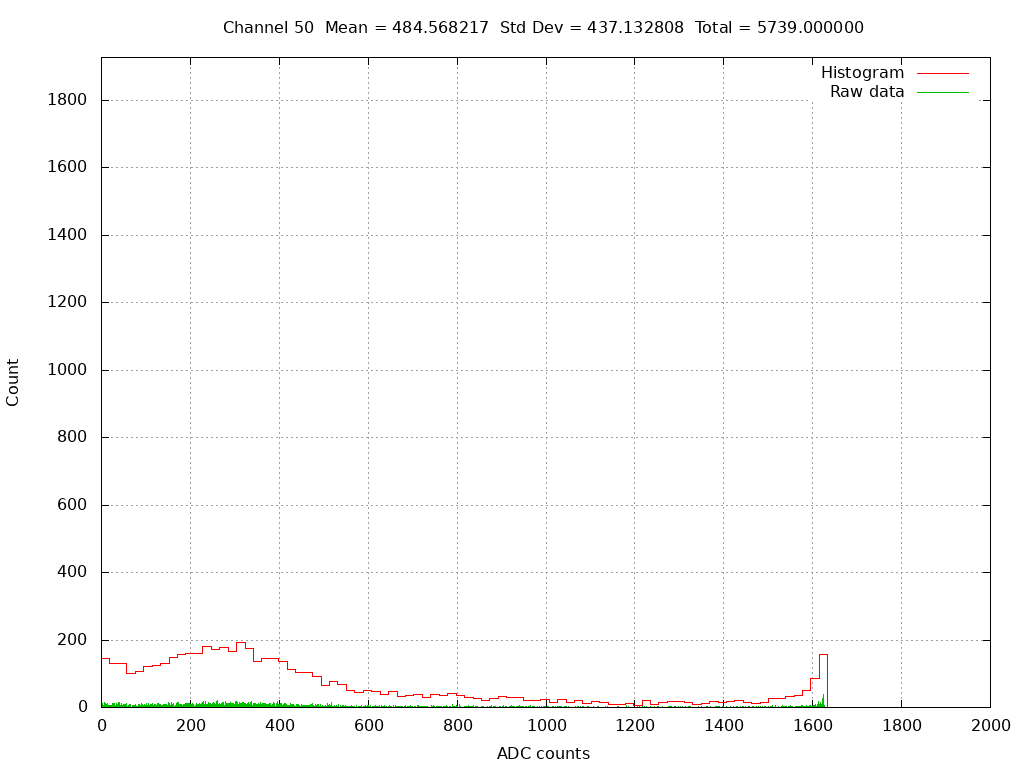 Channel 50  Mean = 484.568217  Std Dev = 437.132808  Total = 5739.000000
Histogram
Raw data
1800
1600
1400
1200
1000
800
600
400
200
0
Count
0 200 400 600 800 1000 1200 1400 1600 1800 2000
ADC counts